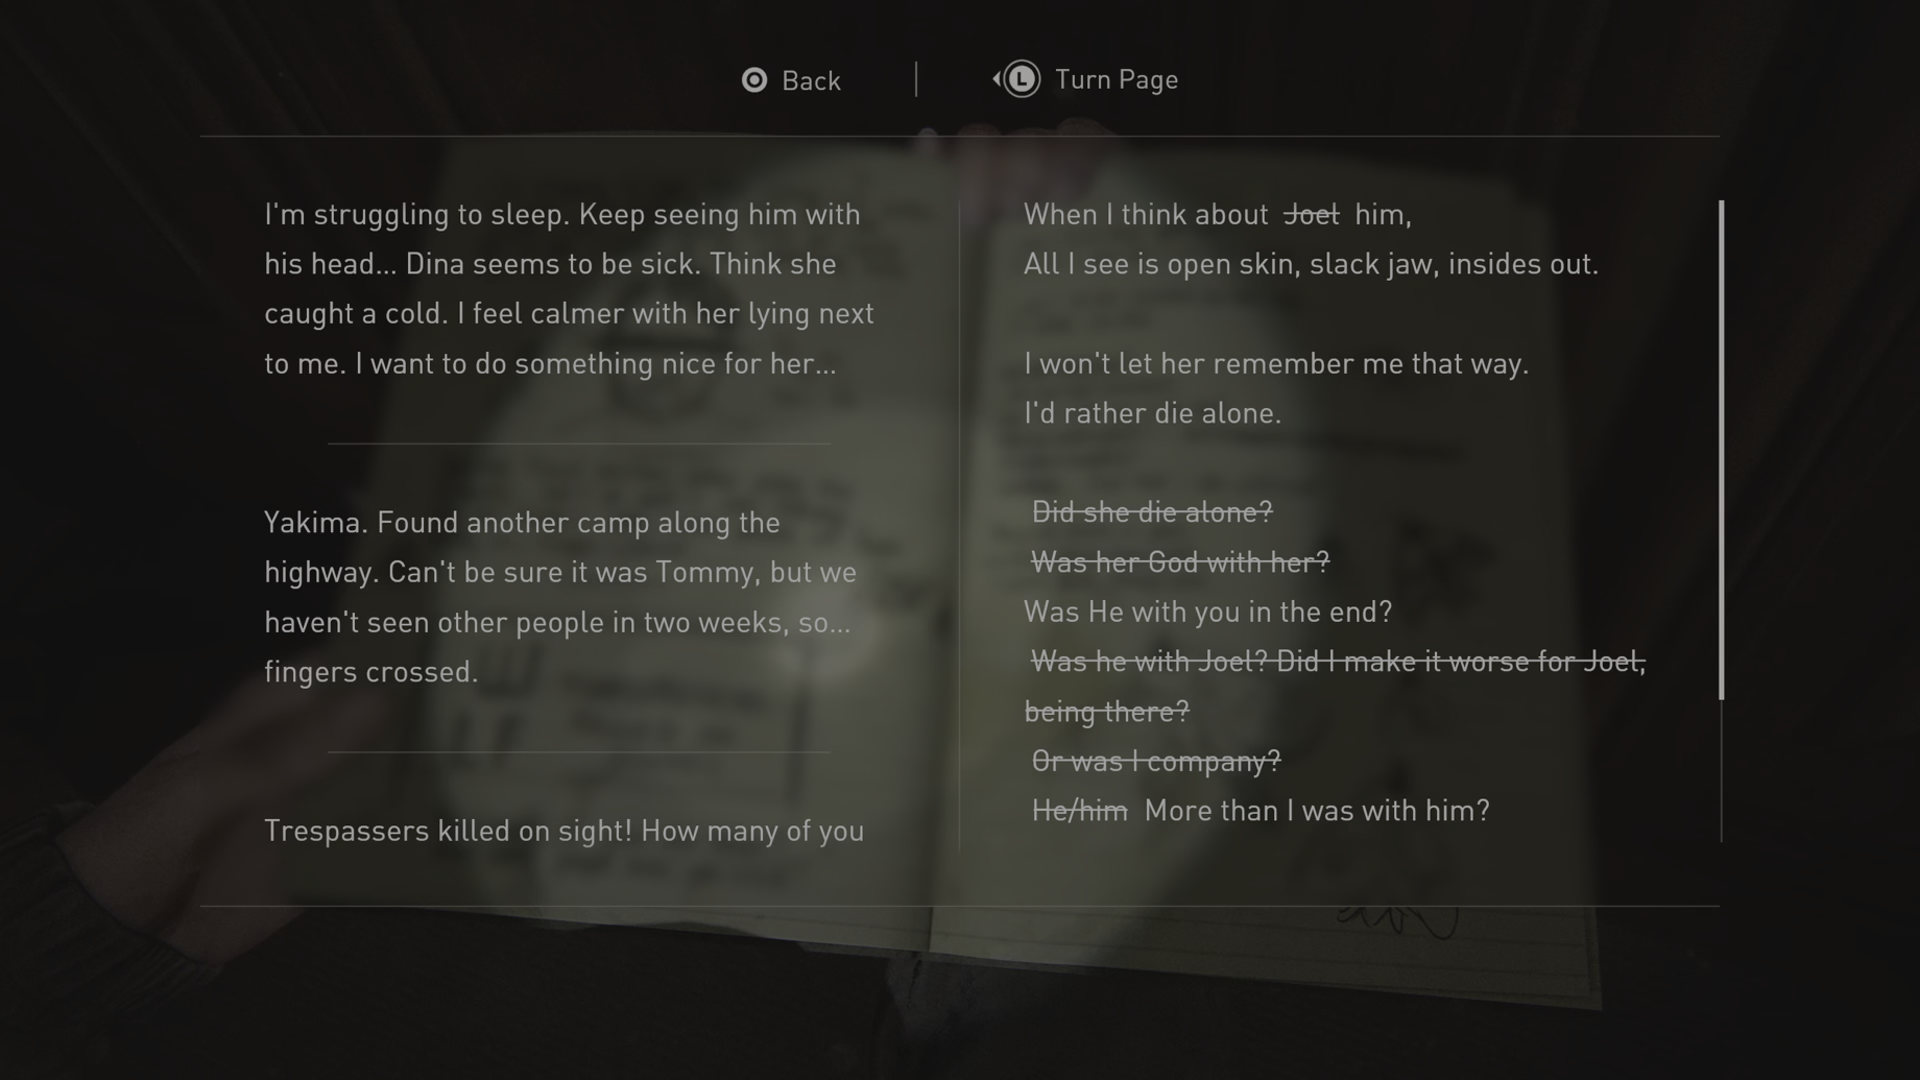 Back
L Turn Page
I'm struggling to sleep. Keep seeing him with
his head... Dina seems to be sick. Think she
caught a cold. I feel calmer with her lying next
to me. I want to do something nice for her...
Yakima. Found another camp along the
highway. Can't be sure it was Tommy, but we
haven't seen other people in two weeks, so...
fingers crossed.
Trespassers killed on sight! How many of you
When I think about Joel him,
All I see is open skin, slack jaw, insides out.
I won't let her remember me that way.
I'd rather die alone.
Did she die alone?
Was her God with her?
Was He with you in the end?
Was he with Joel? Did I make it worse for Joel,
being there?
Or was I company?
He/him More than I was with him?